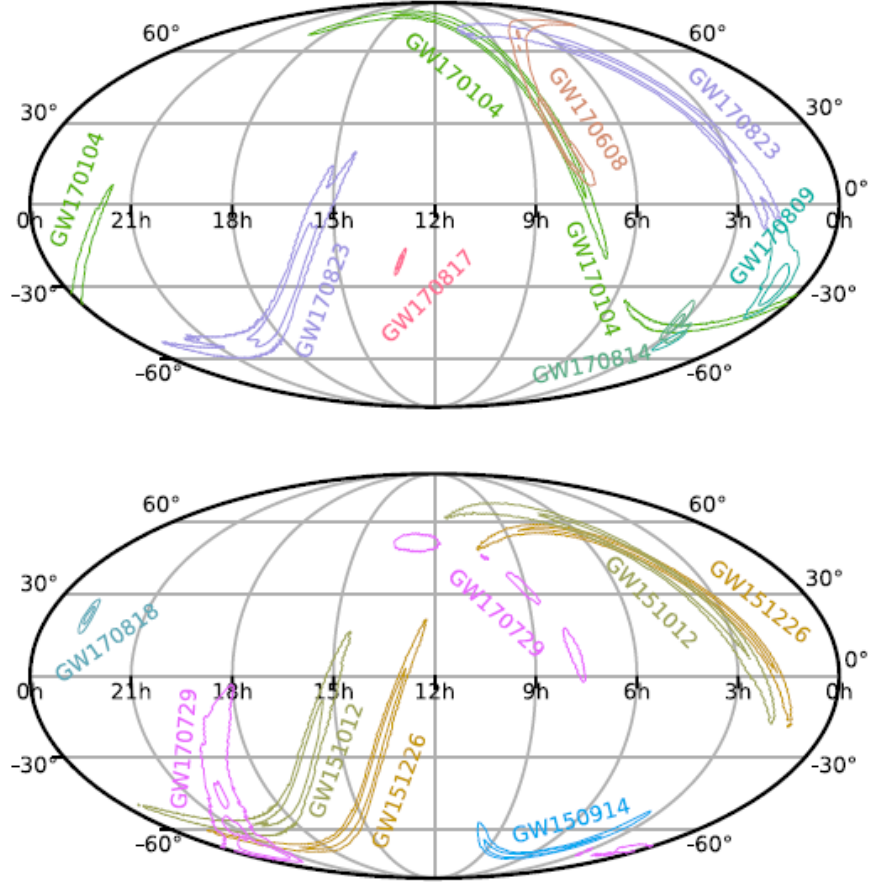 60°
60°
GW170104
GW170608
GW170823
30°
30°
GW170104
0°
0h
21h
18h
15h
12h
9h
6h
3h
0h
GW170809
GW170823
GW170817
GW170104
–30°
–30°
GW170814
–60°
–60°
60°
60°
GW170729
GW151012
GW151226
30°
30°
GW170818
0°
0h
21h
18h
15h
12h
9h
6h
3h
0h
GW170729
GW151012
GW151226
–30°
–30°
GW150914
–60°
–60°